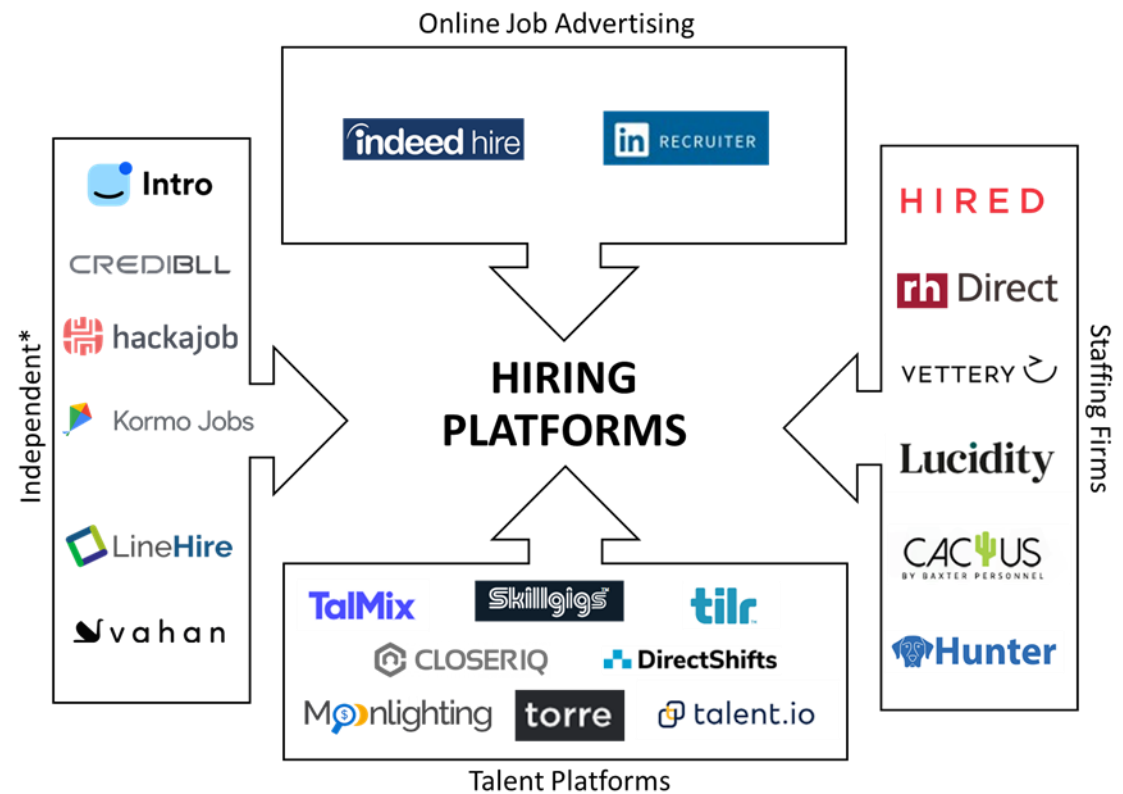 Online Job Advertising
indeed hire
in RECRUITER
Independent*
Intro
CREDIBLL
hackajob
Kormo Jobs
LineHire
vahan
HIRING
PLATFORMS
Staffing Firms
HIRED
rh Direct
VETTERY
Lucidity
CACTUS
BY BAXTER PERSONNEL
Hunter
TalMix
Skillgigs™
tilr™
CLOSERIQ
DirectShifts
Moonlighting
torre
talent.io
Talent Platforms